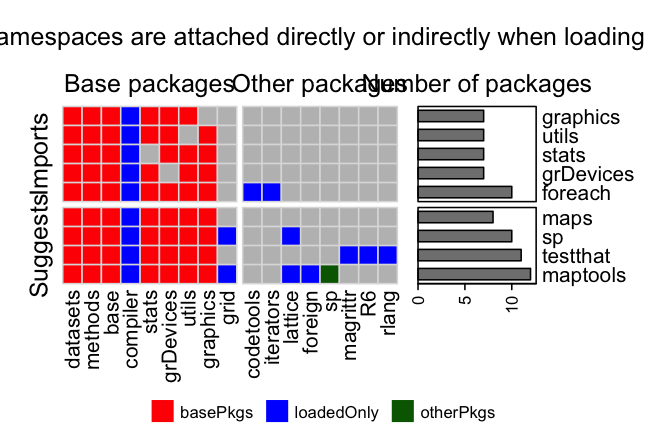 amespaces are attached directly or indirectly when loading
Base packages
Other packages
Number of packages
Imports
Suggests
graphics
utils
stats
grDevices
foreach
maps
sp
testthat
maptools
0
5
10
datasets
methods
base
compiler
stats
grDevices
utils
graphics
grid
codetools
iterators
lattice
foreign
sp
magrittr
R6
rlang
basePkgs
loadedOnly
otherPkgs